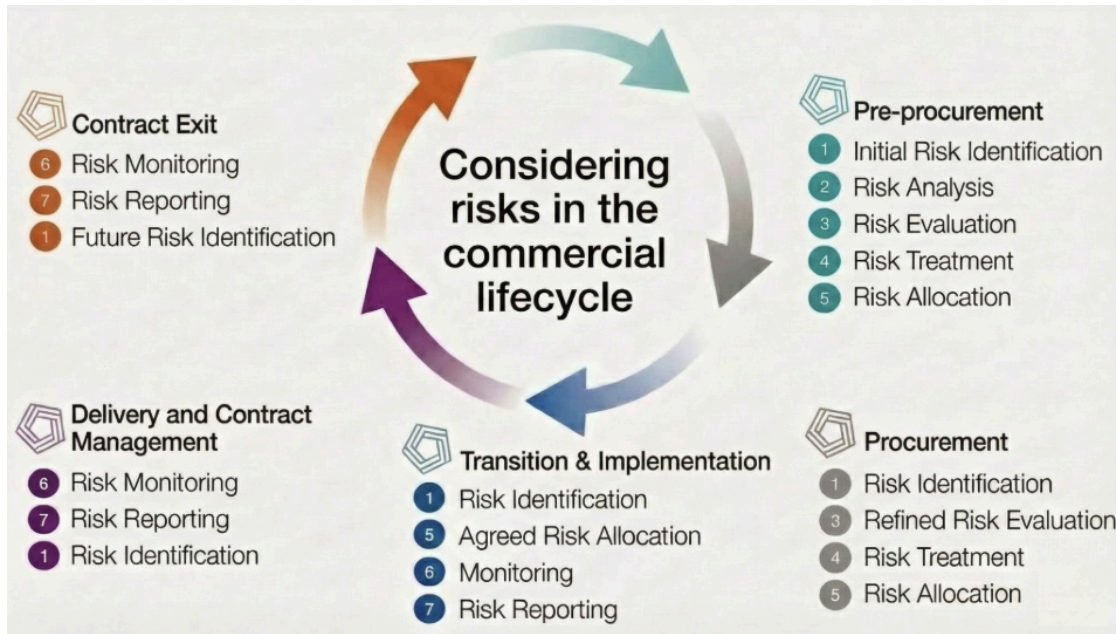 Considering
risks in the
commercial
lifecycle
Pre-procurement
1 Initial Risk Identification
2 Risk Analysis
3 Risk Evaluation
4 Risk Treatment
5 Risk Allocation
Procurement
1 Risk Identification
3 Refined Risk Evaluation
4 Risk Treatment
5 Risk Allocation
Transition & Implementation
1 Risk Identification
5 Agreed Risk Allocation
6 Monitoring
7 Risk Reporting
Delivery and Contract
Management
6 Risk Monitoring
7 Risk Reporting
1 Risk Identification
Contract Exit
6 Risk Monitoring
7 Risk Reporting
1 Future Risk Identification